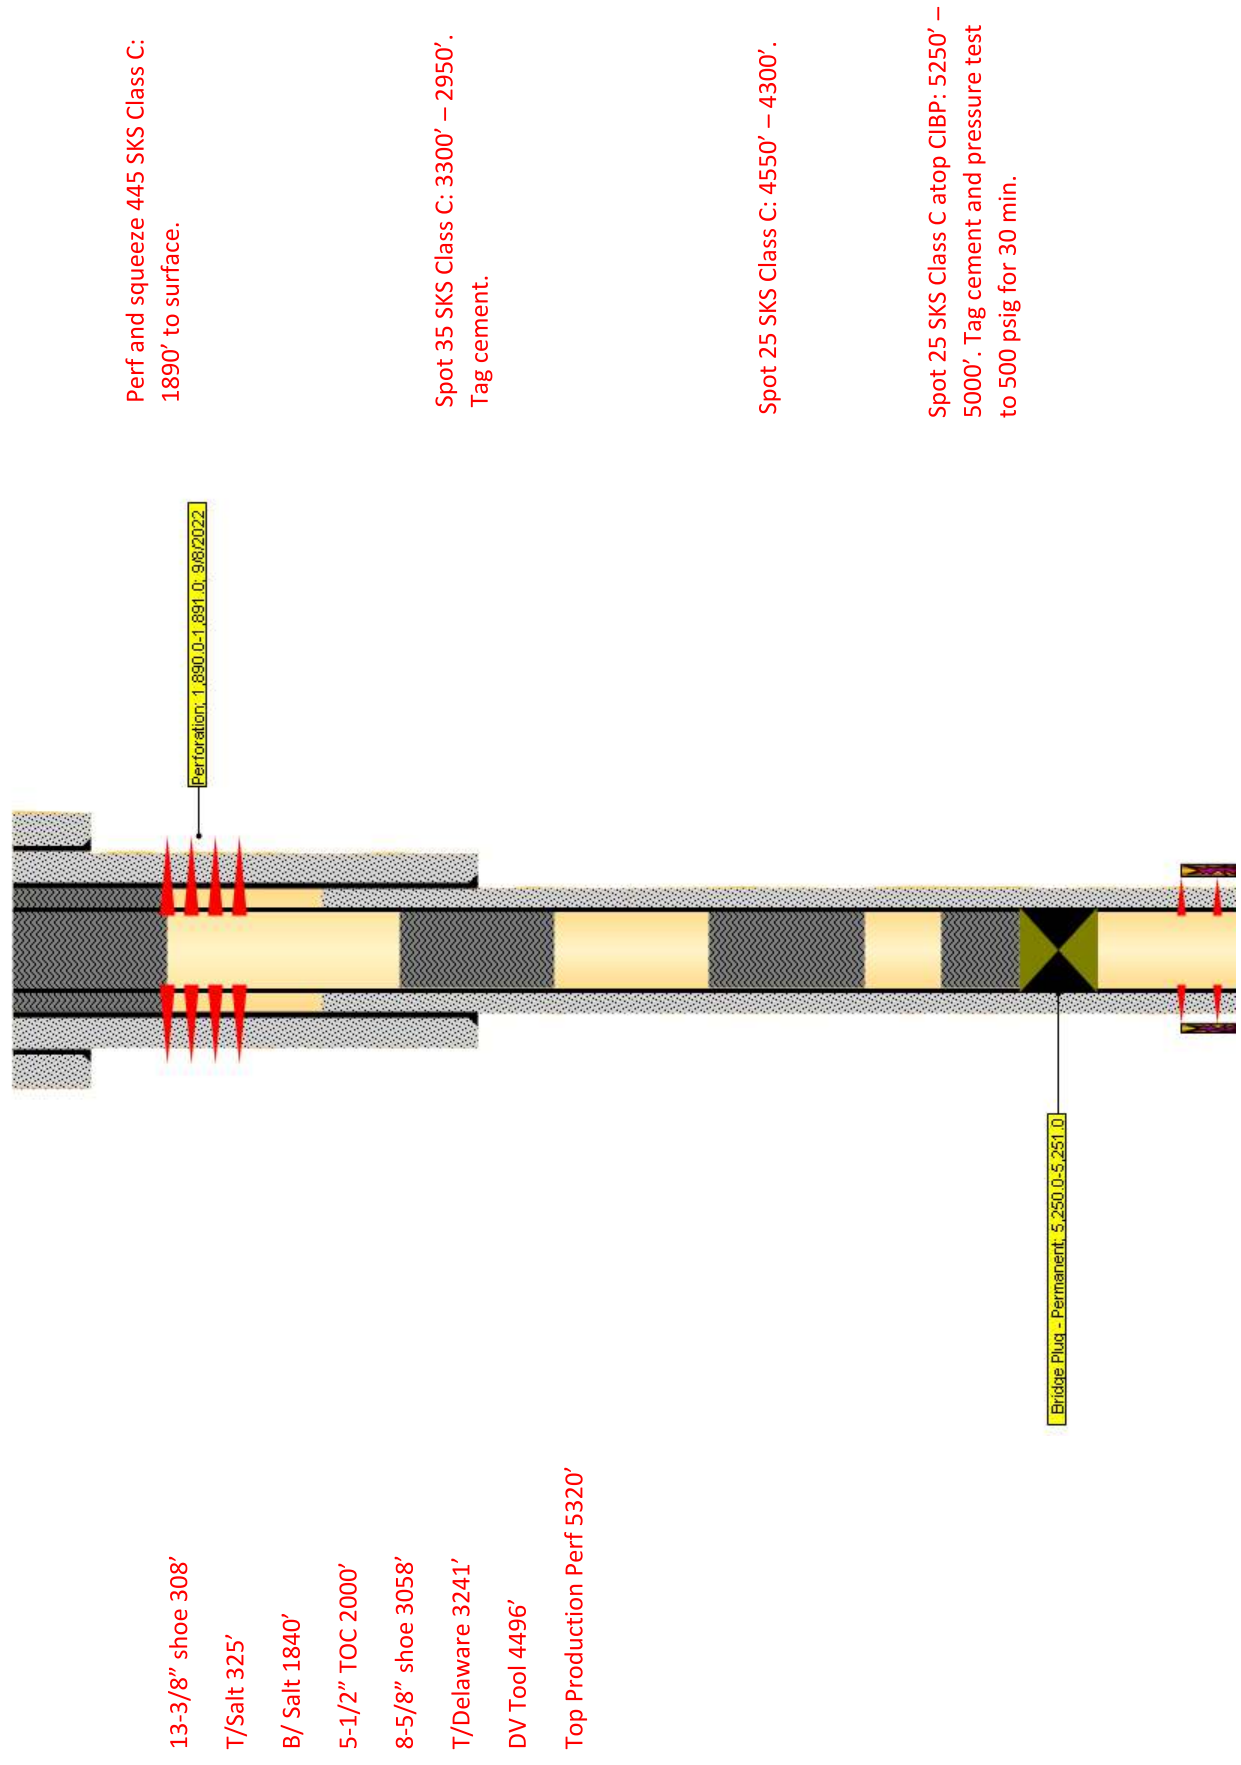 13-3/8” shoe 308’
T/Salt 325’
B/ Salt 1840’
5-1/2” TOC 2000’
8-5/8” shoe 3058’
T/Delaware 3241’
DV Tool 4496’
Top Production Perf 5320’
Bridge Plug - Permanent; 5,250.0-5,251.0
Perforation; 1,890.0-1,891.0; 9/8/2022
Perf and squeeze 445 SKS Class C:
1890’ to surface.
Spot 35 SKS Class C: 3300’ – 2950’.
Tag cement.
Spot 25 SKS Class C: 4550’ – 4300’.
Spot 25 SKS Class C atop CIBP: 5250’ –
5000’. Tag cement and pressure test
to 500 psig for 30 min.